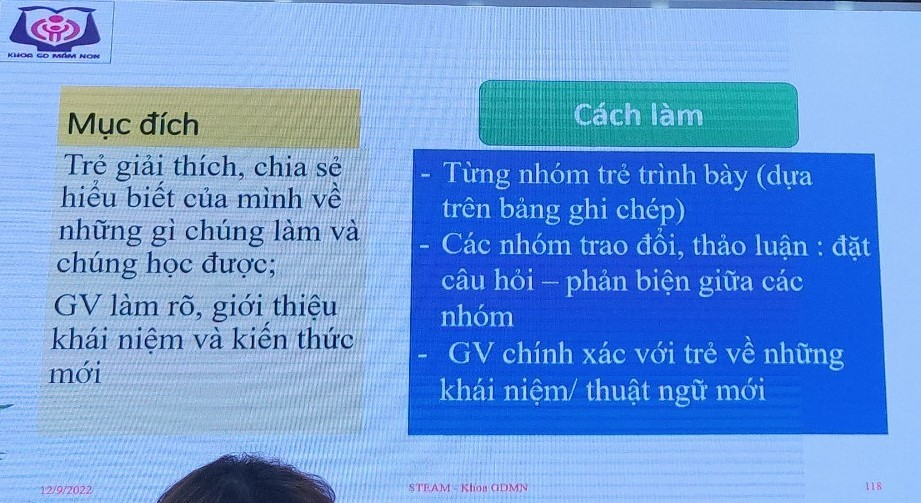 KHOA GD MẦM NON
Mục đích
Trẻ giải thích, chia sẻ
hiểu biết của mình về
những gì chúng làm và
chúng học được;
GV làm rõ, giới thiệu
khái niệm và kiến thức
mới
Cách làm
- Từng nhóm trẻ trình bày (dựa
trên bảng ghi chép)
- Các nhóm trao đổi, thảo luận : đặt
câu hỏi – phản biện giữa các
nhóm
- GV chính xác với trẻ về những
khái niệm/ thuật ngữ mới
12/9/2022
STEAM - Khoa GDMN
118